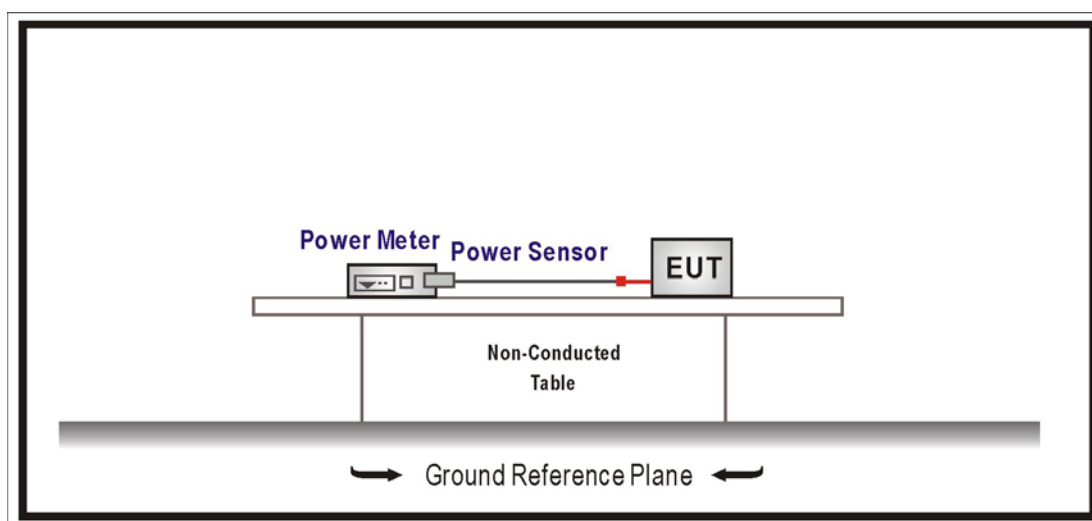 Power Meter
Power Sensor
EUT
Non-Conducted
Table
Ground Reference Plane